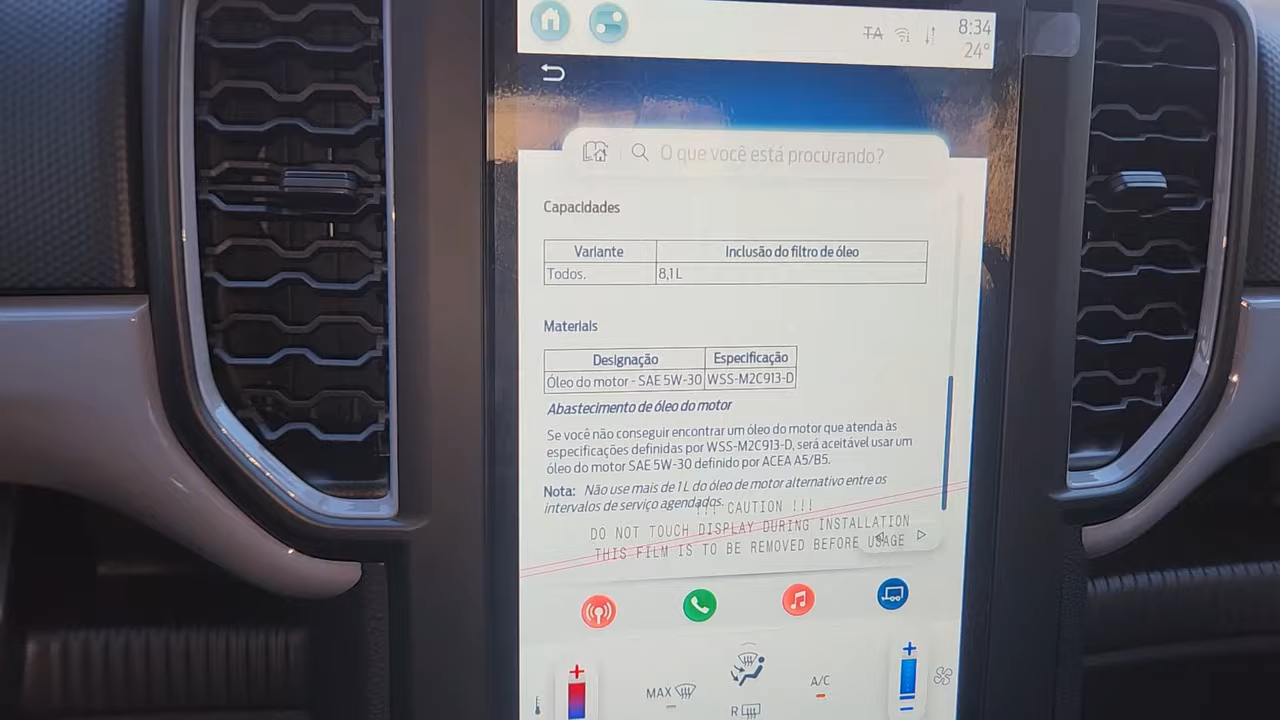 TA
8:34
24°
O que você está procurando?
Capacidades
Variante Inclusão do filtro de óleo
Todos. 8,1 L
Materiais
Designação Especificação
Óleo do motor - SAE 5W-30 WSS-M2C913-D
Abastecimento de óleo do motor
Se você não conseguir encontrar um óleo do motor que atenda às
especificações definidas por WSS-M2C913-D, será aceitável usar um
óleo do motor SAE 5W-30 definido por ACEA A5/B5.
Nota: Não use mais de 1 L do óleo de motor alternativo entre os
intervalos de serviço agendados.
!!! CAUTION !!!
DO NOT TOUCH DISPLAY DURING INSTALLATION
THIS FILM IS TO BE REMOVED BEFORE USAGE
MAX
A/C
R